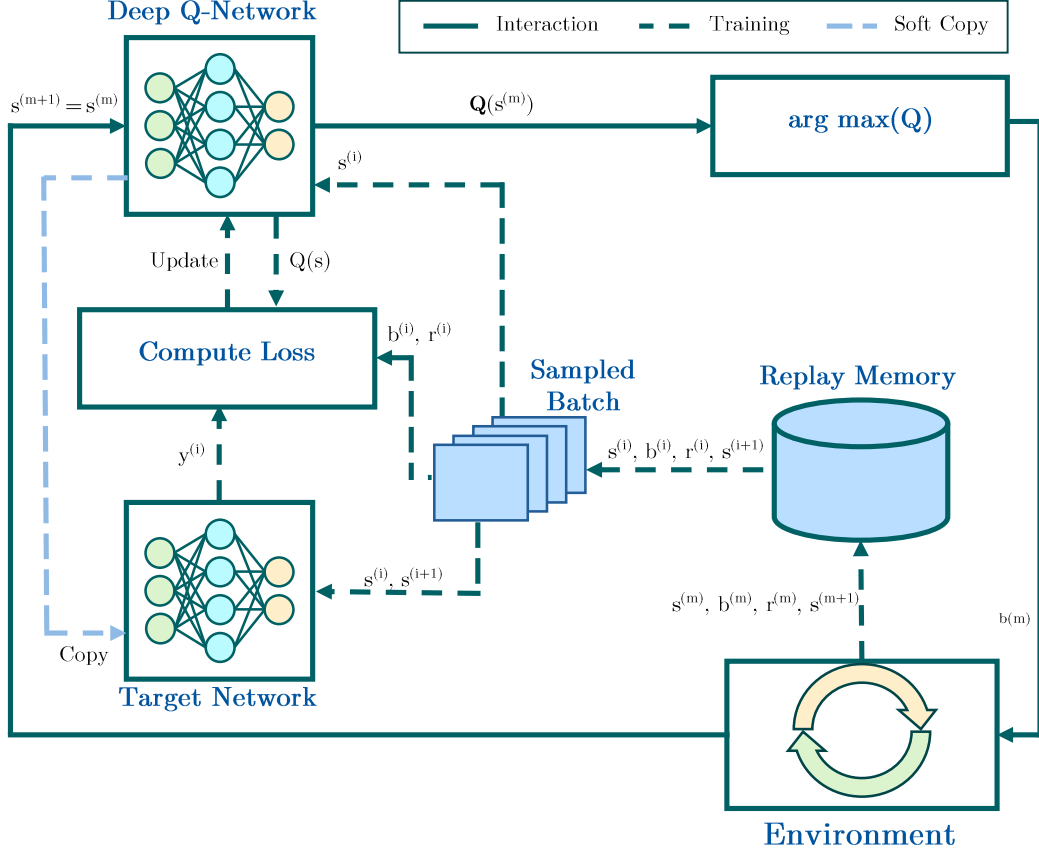 Deep Q-Network
Interaction
Training
Soft Copy
s^(m+1) = s^(m)
Q(s^(m))
arg max(Q)
s^(i)
Update
Q(s)
b^(i), r^(i)
Compute Loss
Sampled
Batch
Replay Memory
y^(i)
s^(i), b^(i), r^(i), s^(i+1)
s^(i), s^(i+1)
s^(m), b^(m), r^(m), s^(m+1)
b(m)
Copy
Target Network
Environment